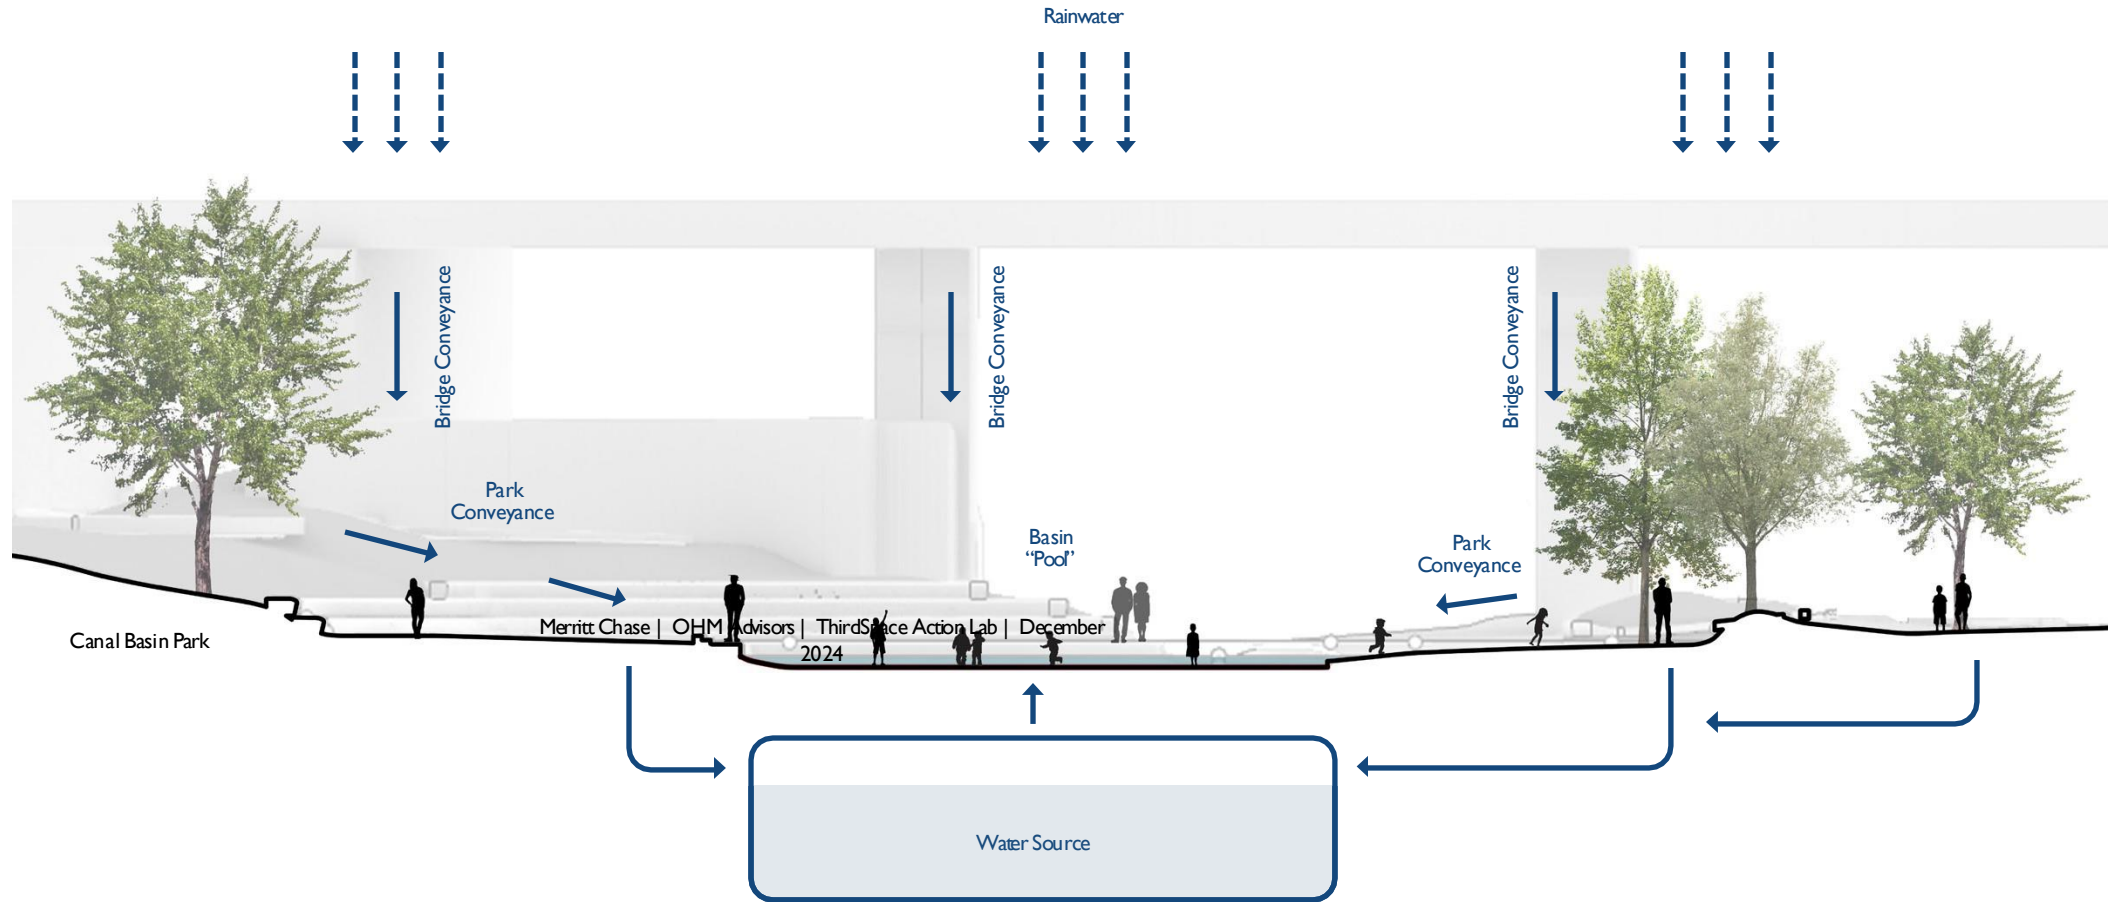 Rainwater
Bridge Conveyance
Bridge Conveyance
Bridge Conveyance
Park
Conveyance
Basin
“Pool”
Park
Conveyance
Merritt Chase | OHM Advisors | ThirdSpace Action Lab | December
2024
Canal Basin Park
Water Source